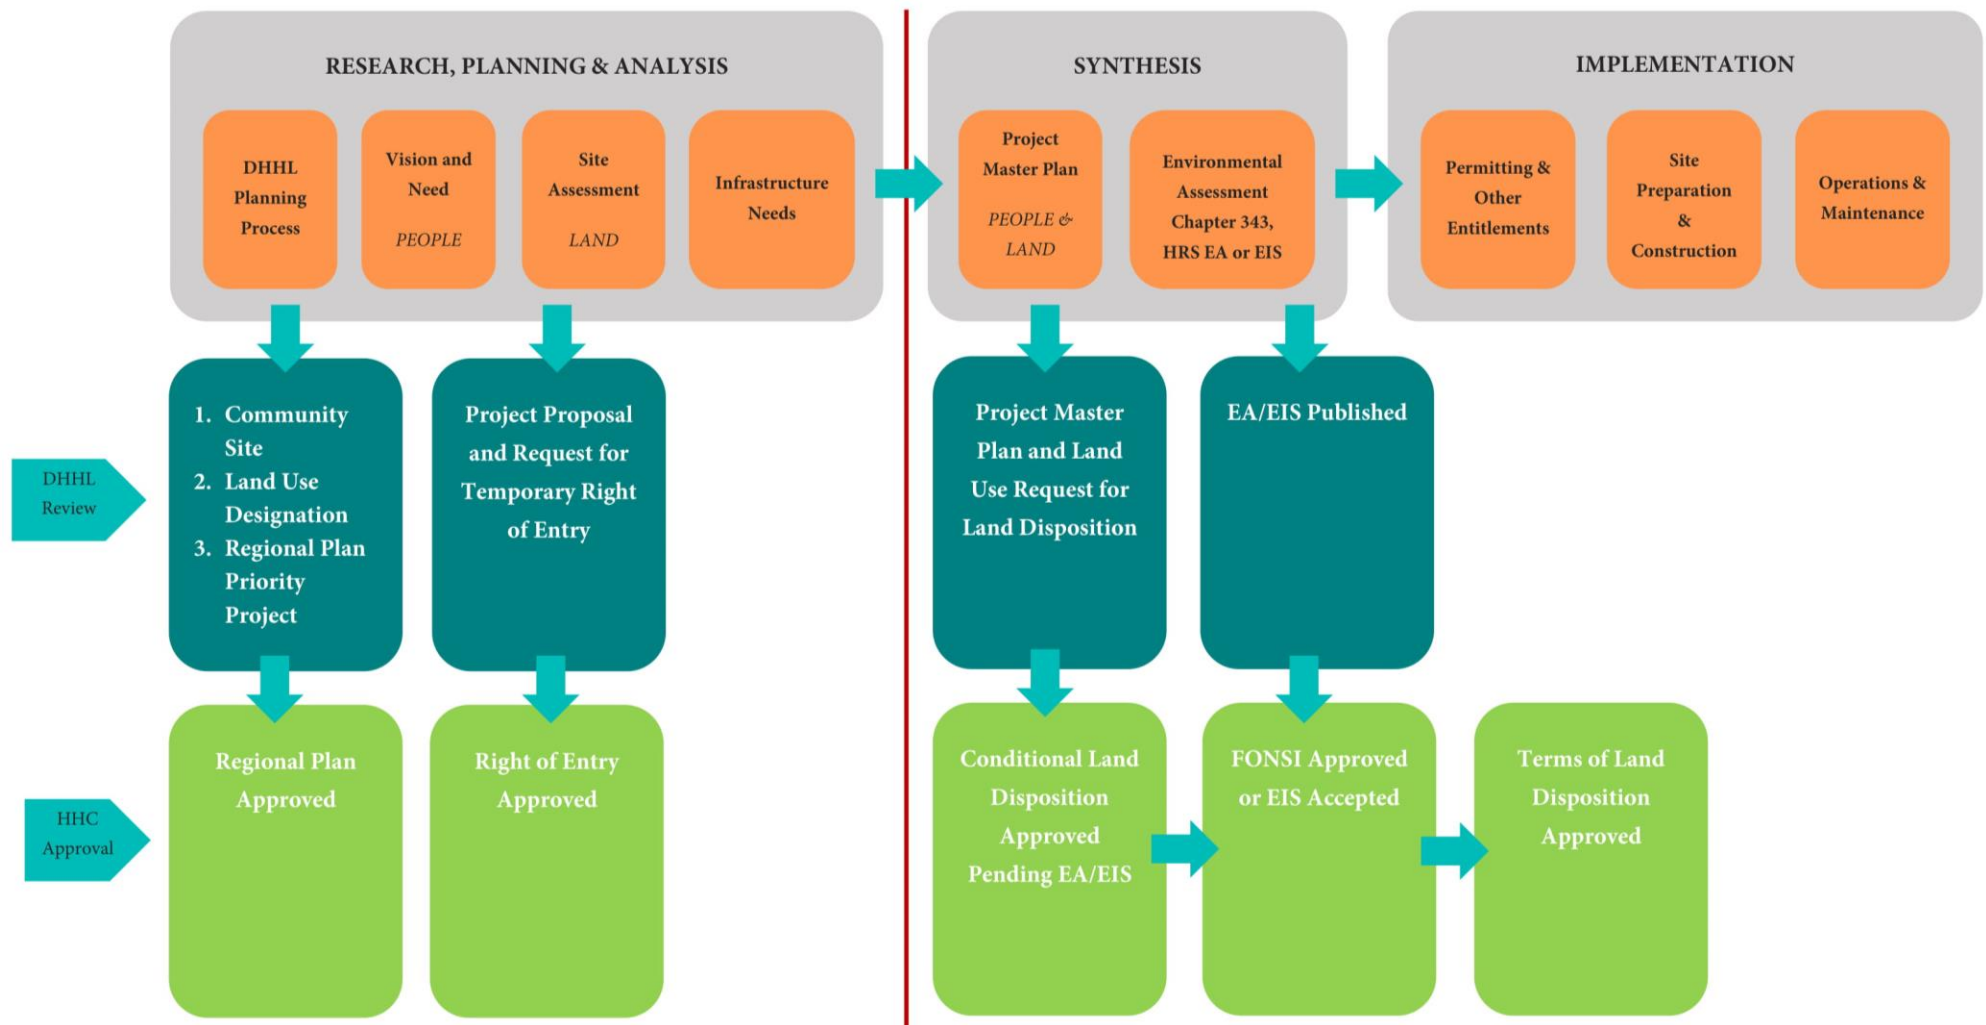 RESEARCH, PLANNING & ANALYSIS
DHHL
Planning
Process
Vision and
Need
PEOPLE
Site
Assessment
LAND
Infrastructure
Needs
SYNTHESIS
Project
Master Plan
PEOPLE &
LAND
Environmental
Assessment
Chapter 343,
HRS EA or EIS
IMPLEMENTATION
Permitting &
Other
Entitlements
Site
Preparation
&
Construction
Operations &
Maintenance
DHHL
Review
1. Community
Site
2. Land Use
Designation
3. Regional Plan
Priority
Project
Project Proposal
and Request for
Temporary Right
of Entry
Project Master
Plan and Land
Use Request for
Land Disposition
EA/EIS Published
HHC
Approval
Regional Plan
Approved
Right of Entry
Approved
Conditional Land
Disposition
Approved
Pending EA/EIS
FONSI Approved
or EIS Accepted
Terms of Land
Disposition
Approved